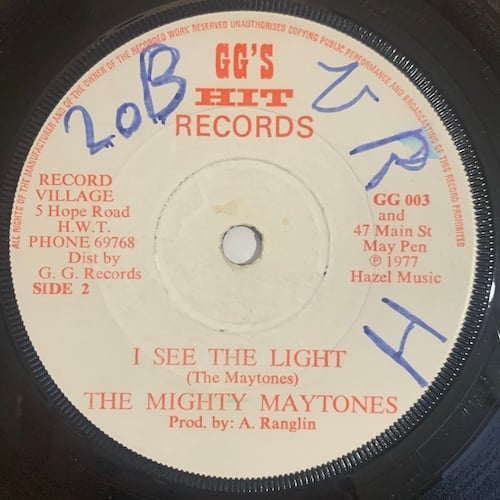 ALL RIGHTS OF THE MANUFACTURER AND OF THE OWNER OF THE RECORDED WORK RESERVED UNAUTHORISED COPYING PUBLIC PERFORMANCE AND BROADCASTING OF THIS RECORD PROHIBITED
GG'S
HIT
RECORDS
20B
V
R
H
RECORD
VILLAGE
5 Hope Road
H.W.T.
PHONE 69768
Dist by
G. G. Records
SIDE 2
GG 003
and
47 Main St
May Pen
℗ 1977
Hazel Music
I SEE THE LIGHT
(The Maytones)
THE MIGHTY MAYTONES
Prod. by: A. Ranglin